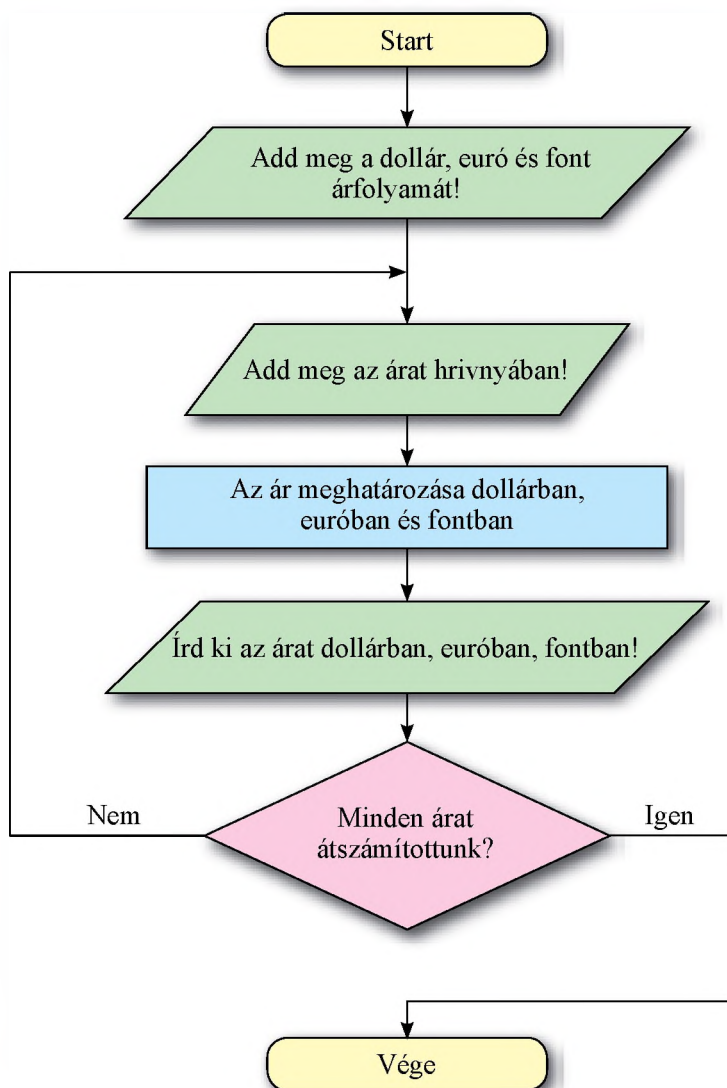 Start
Add meg a dollár, euró és font
árfolyamát!
Add meg az árat hrivnyában!
Az ár meghatározása dollárban,
euróban és fontban
Írd ki az árat dollárban, euróban, fontban!
Nem
Minden árat
átszámítottunk?
Igen
Vége